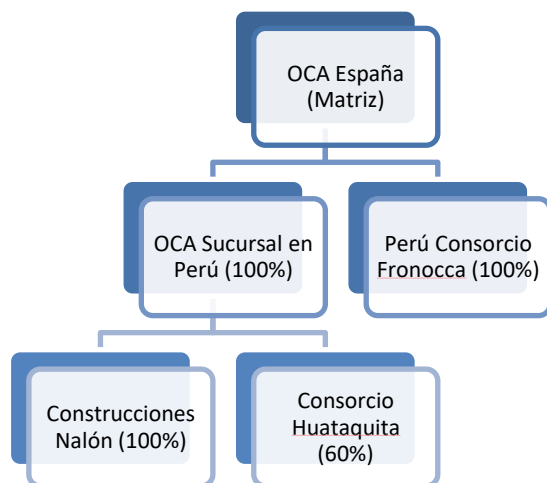 OCA España
(Matriz)
OCA Sucursal en
Perú (100%)
Perú Consorcio
Fronocca (100%)
Construcciones
Nalón (100%)
Consorcio
Huataquita
(60%)